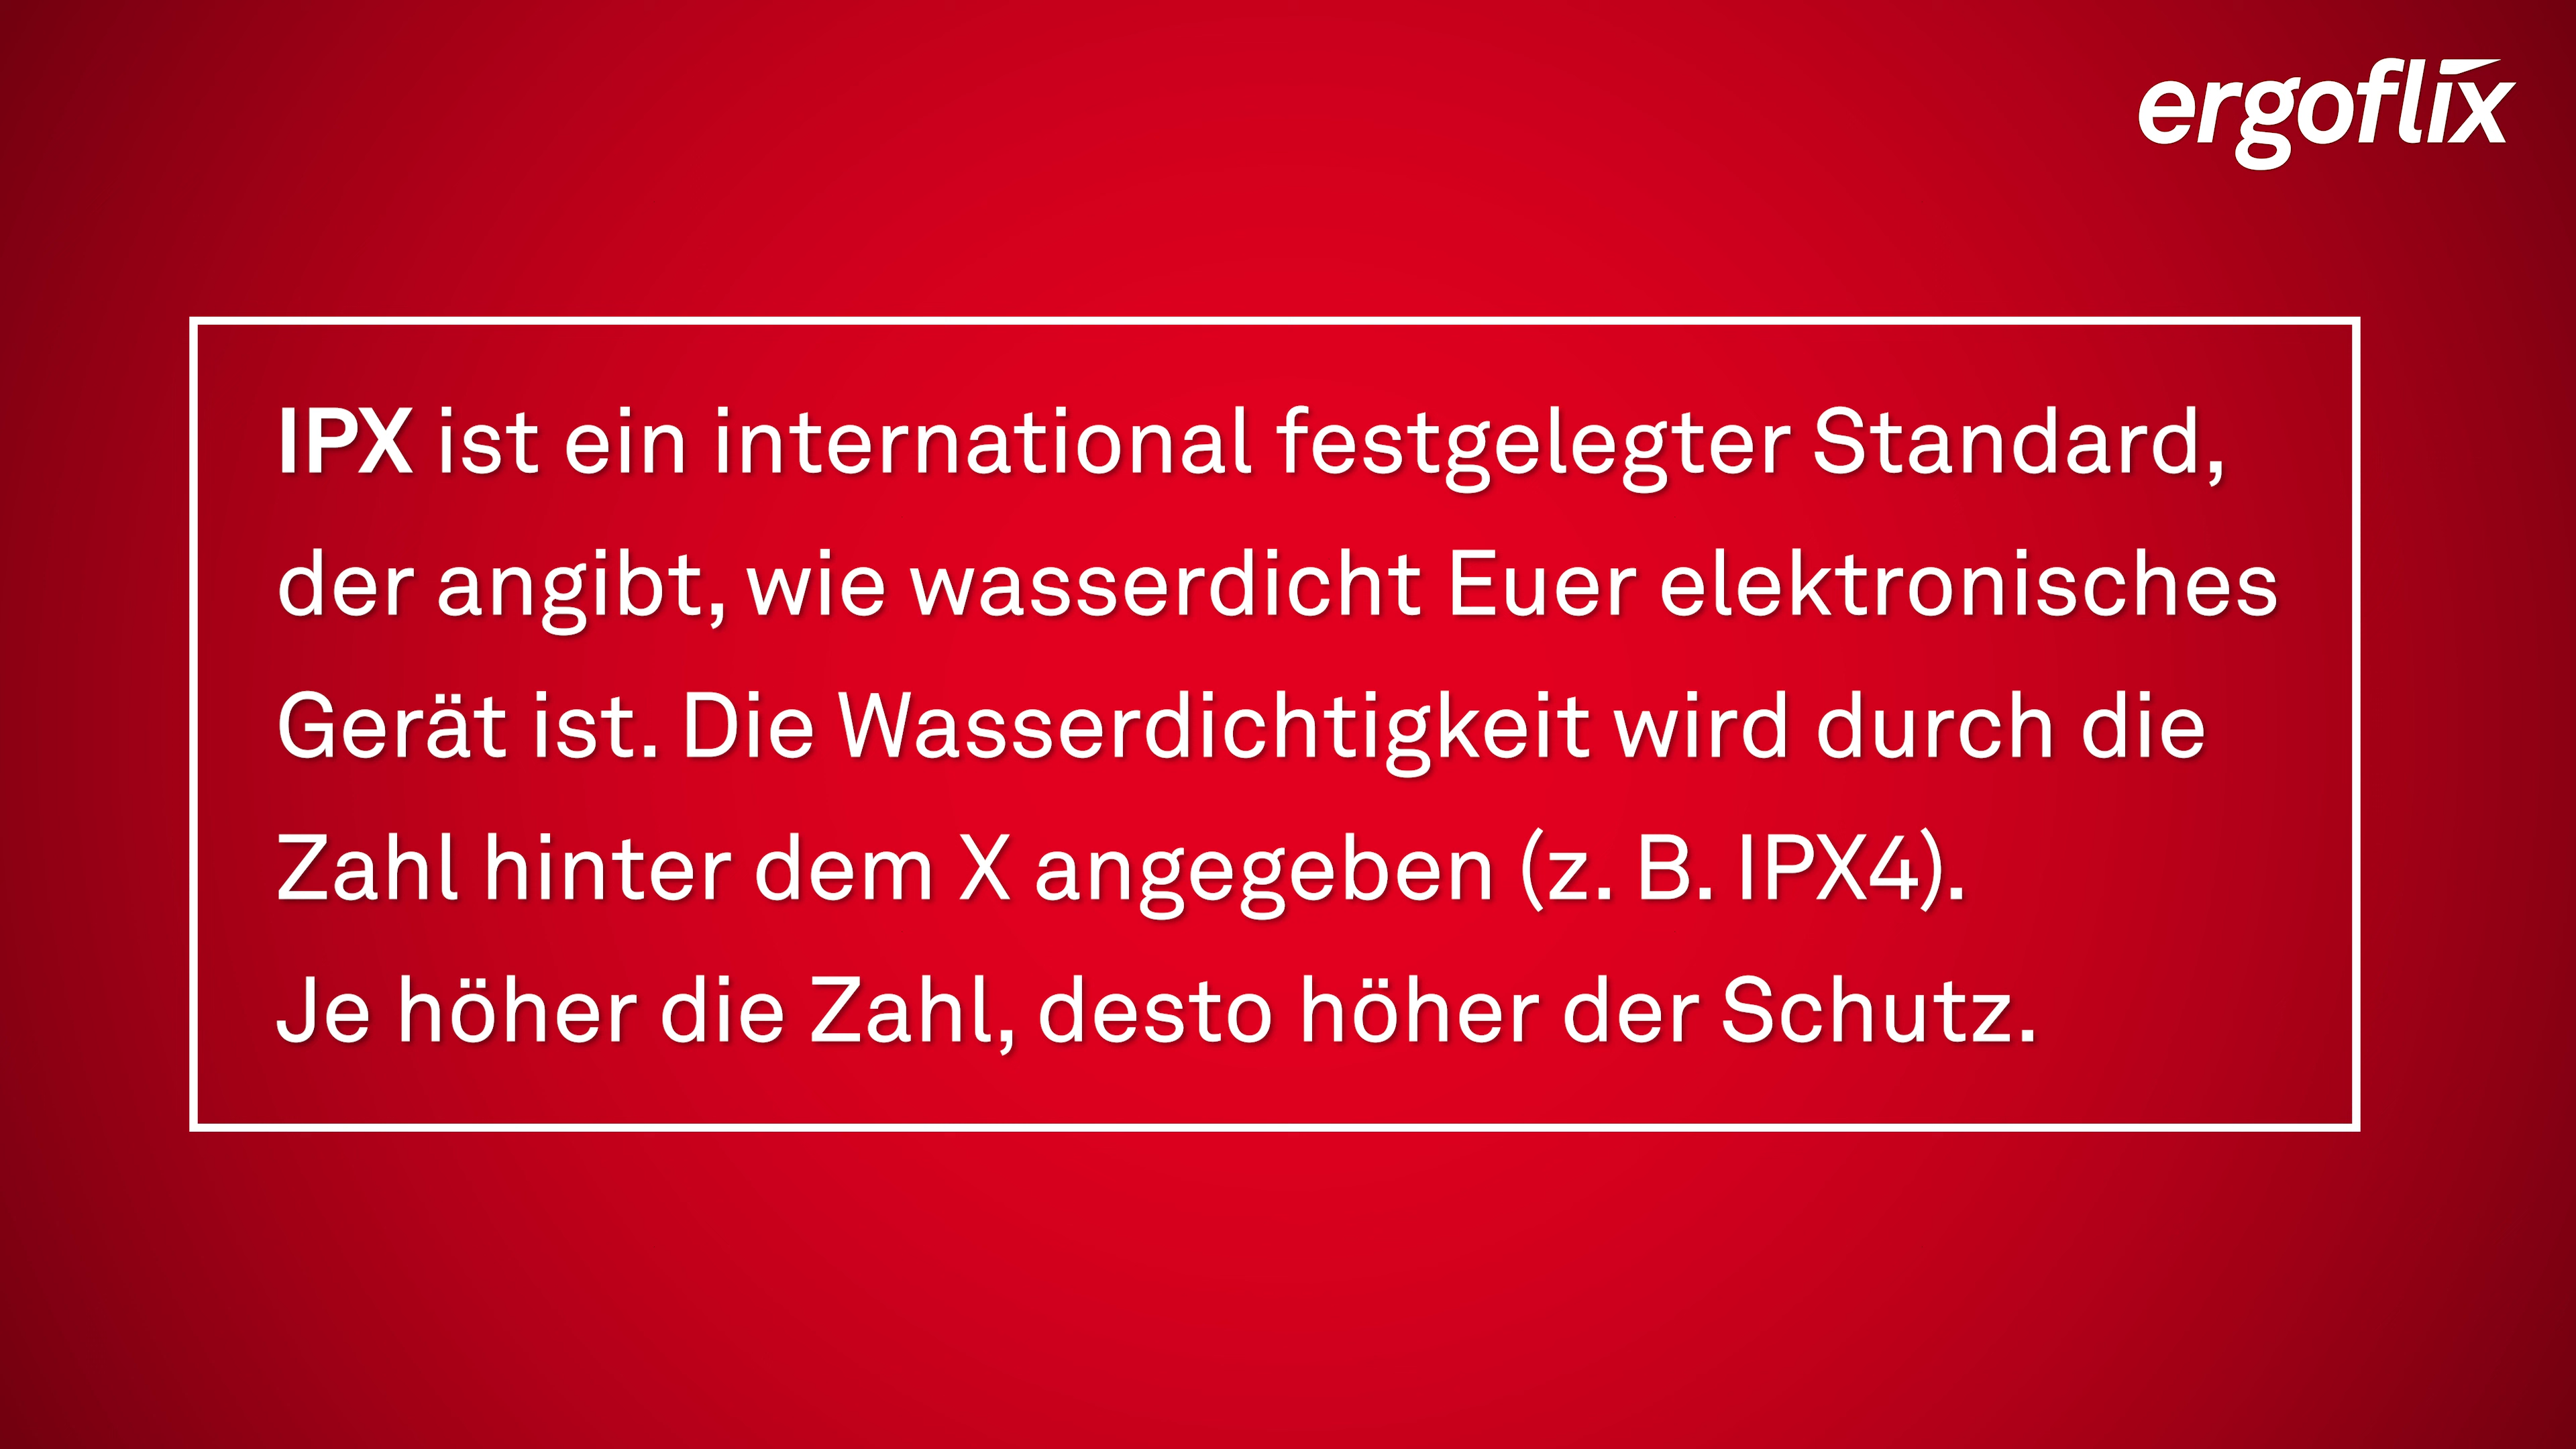 ergoflix
IPX ist ein international festgelegter Standard,
der angibt, wie wasserdicht Euer elektronisches
Gerät ist. Die Wasserdichtigkeit wird durch die
Zahl hinter dem X angegeben (z. B. IPX4).
Je höher die Zahl, desto höher der Schutz.